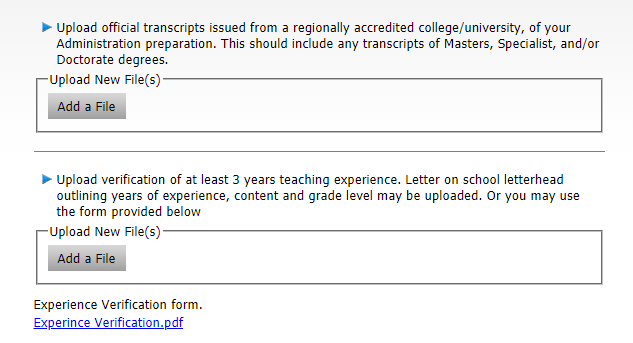 Upload official transcripts issued from a regionally accredited college/university, of your
Administration preparation. This should include any transcripts of Masters, Specialist, and/or
Doctorate degrees.
Upload New File(s)
Add a File
Upload verification of at least 3 years teaching experience. Letter on school letterhead
outlining years of experience, content and grade level may be uploaded. Or you may use
the form provided below
Upload New File(s)
Add a File
Experience Verification form.
Experince Verification.pdf